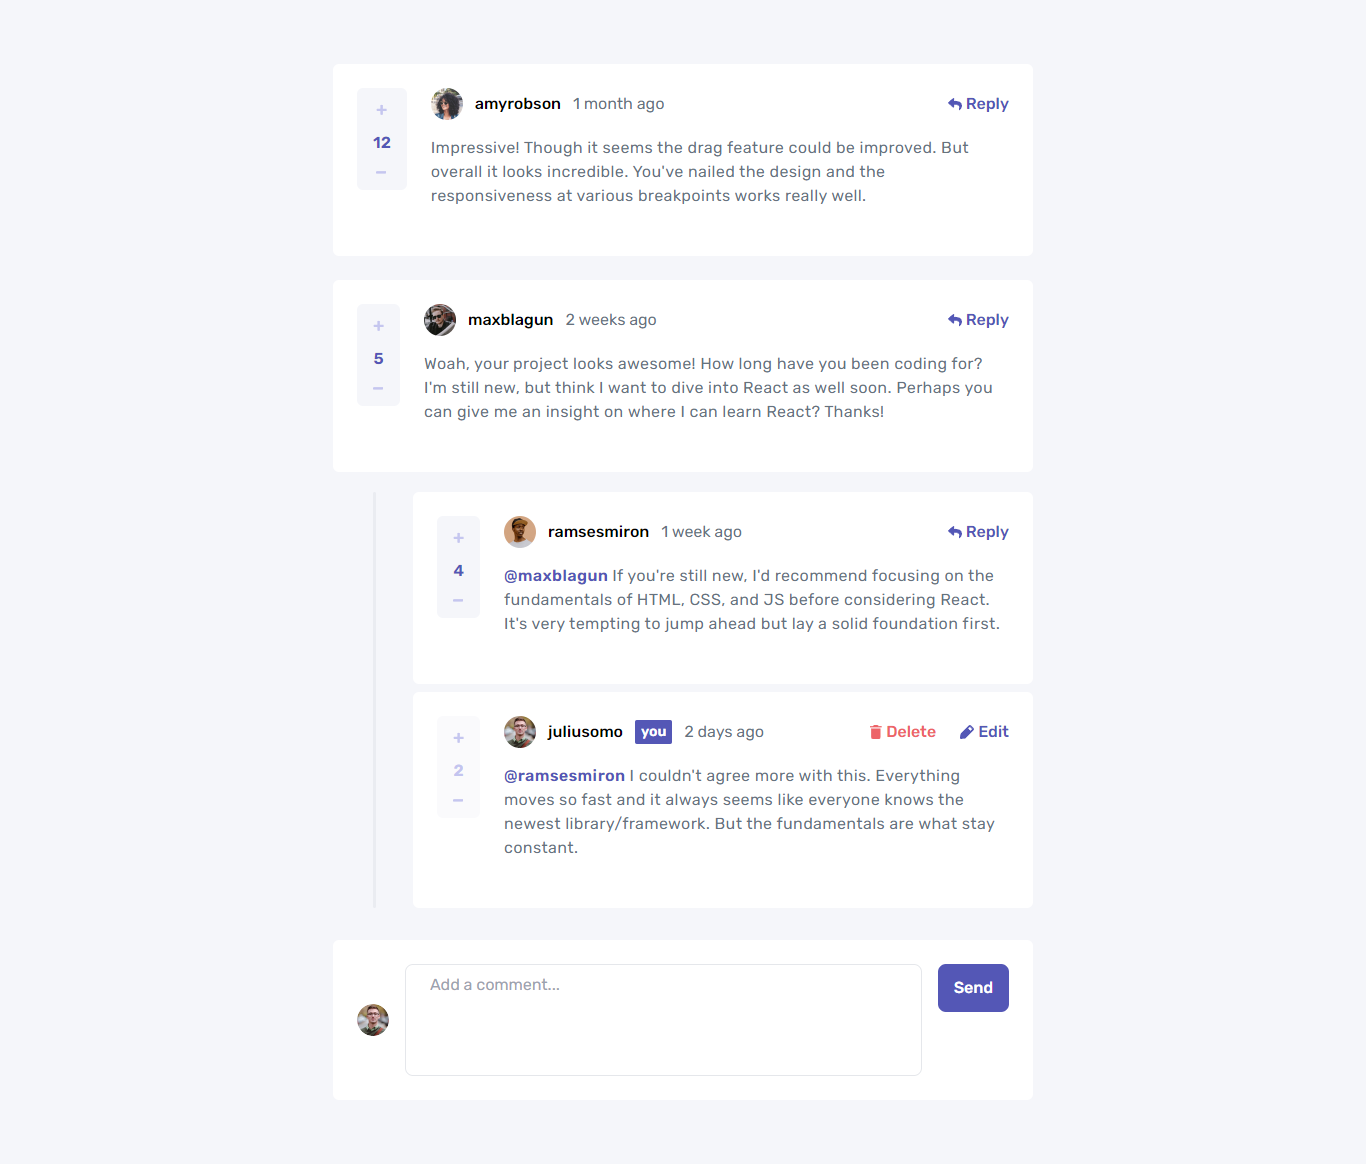 +
12
−
amyrobson 1 month ago Reply
Impressive! Though it seems the drag feature could be improved. But
overall it looks incredible. You've nailed the design and the
responsiveness at various breakpoints works really well.
+
5
−
maxblagun 2 weeks ago Reply
Woah, your project looks awesome! How long have you been coding for?
I'm still new, but think I want to dive into React as well soon. Perhaps you
can give me an insight on where I can learn React? Thanks!
+
4
−
ramsesmiron 1 week ago Reply
@maxblagun If you're still new, I'd recommend focusing on the
fundamentals of HTML, CSS, and JS before considering React.
It's very tempting to jump ahead but lay a solid foundation first.
+
2
−
juliusomo you 2 days ago Delete Edit
@ramsesmiron I couldn't agree more with this. Everything
moves so fast and it always seems like everyone knows the
newest library/framework. But the fundamentals are what stay
constant.
Add a comment...
Send